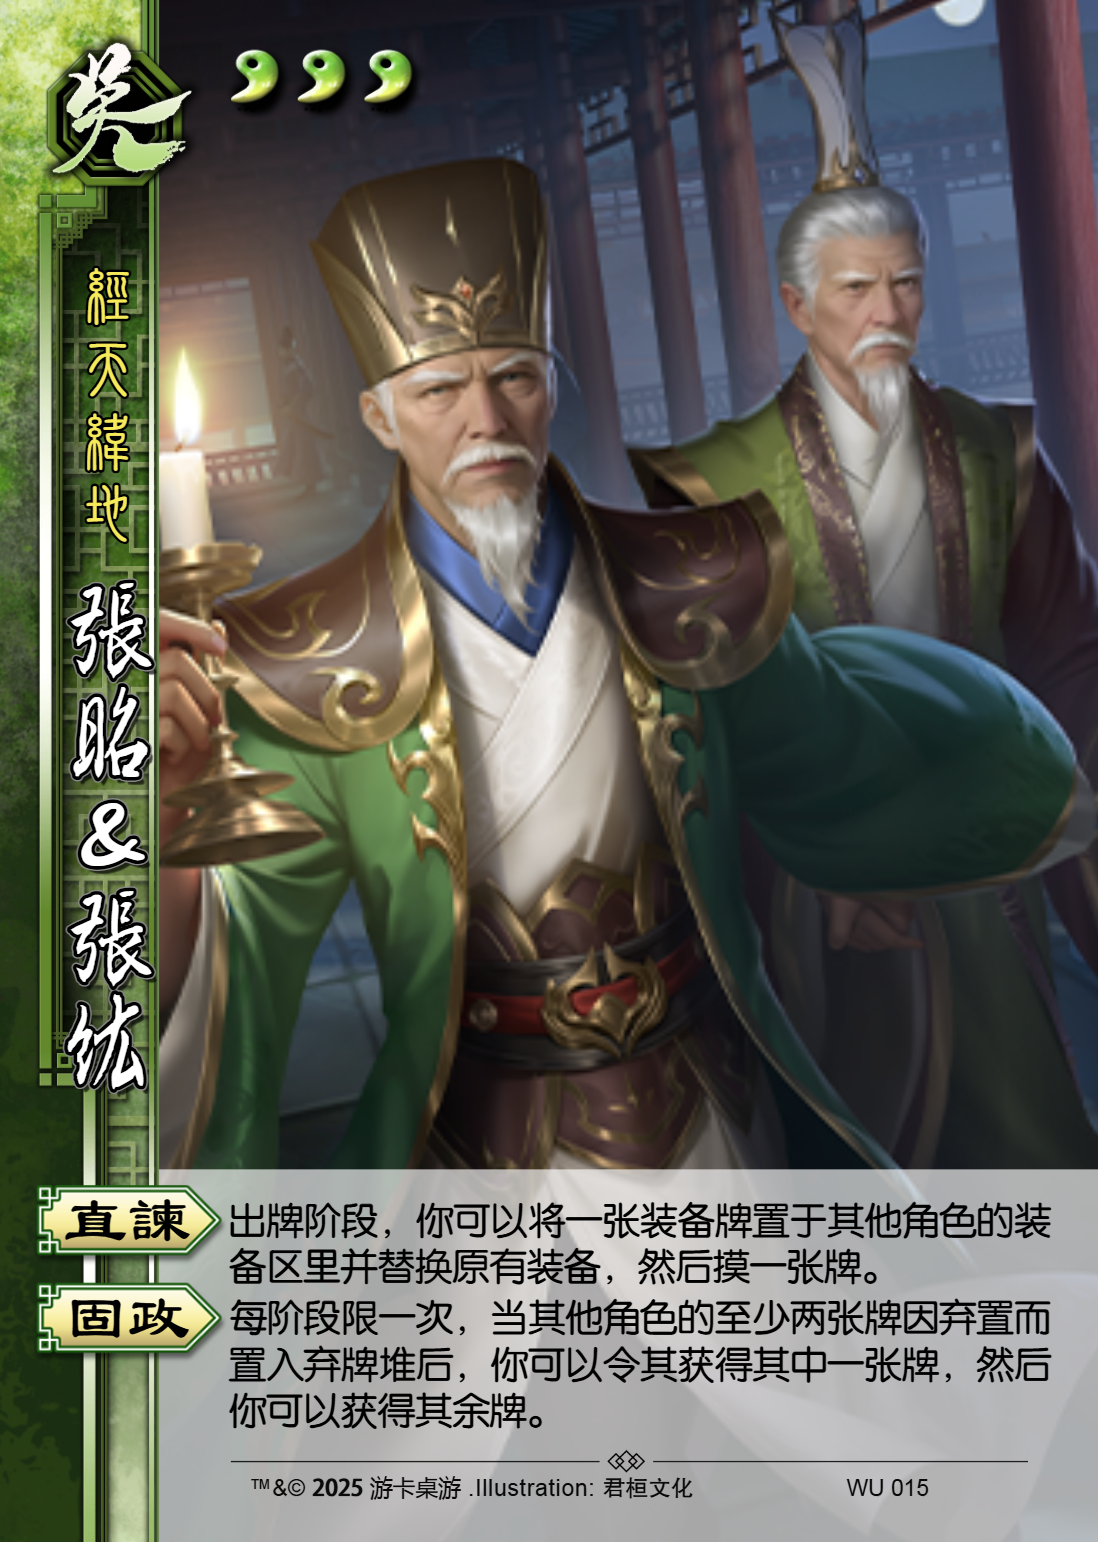 吴
經天緯地
張昭&張紘
直諫
出牌阶段，你可以将一张装备牌置于其他角色的装
备区里并替换原有装备，然后摸一张牌。
固政
每阶段限一次，当其他角色的至少两张牌因弃置而
置入弃牌堆后，你可以令其获得其中一张牌，然后
你可以获得其余牌。
™&© 2025 游卡桌游 .Illustration: 君桓文化
WU 015